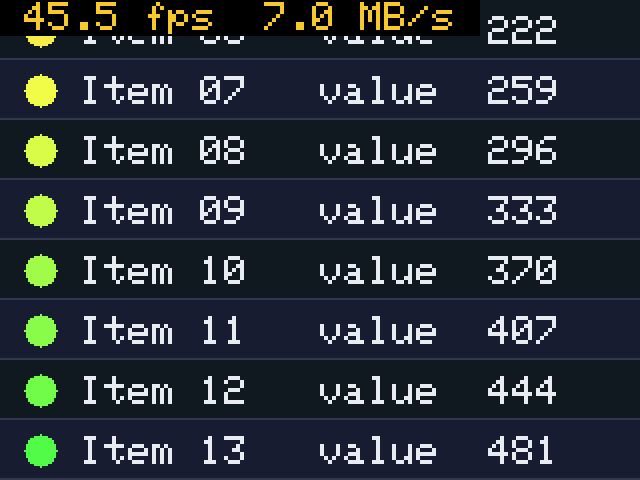 45.5 fps  7.0 MB/s
222
Item 07 value 259
Item 08 value 296
Item 09 value 333
Item 10 value 370
Item 11 value 407
Item 12 value 444
Item 13 value 481